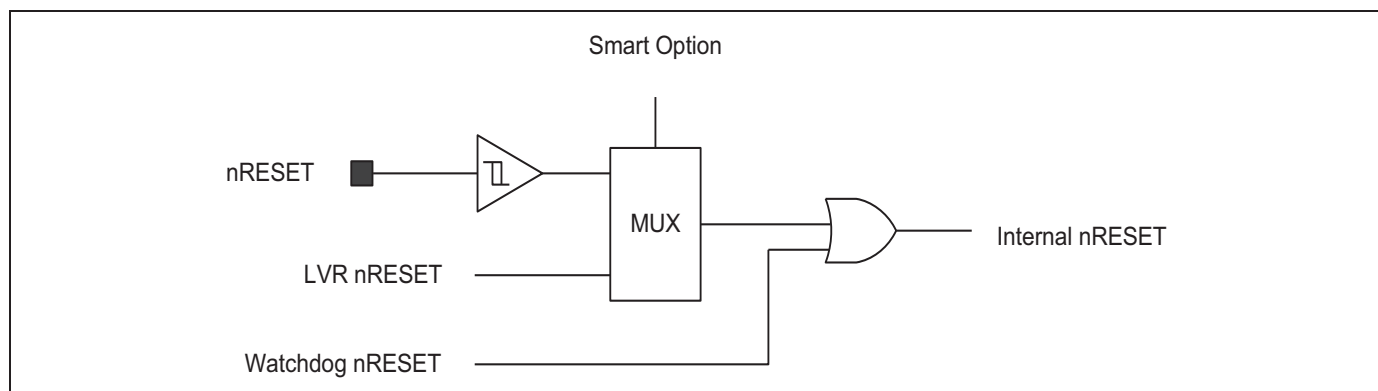 Smart Option
nRESET
MUX
Internal nRESET
LVR nRESET
Watchdog nRESET